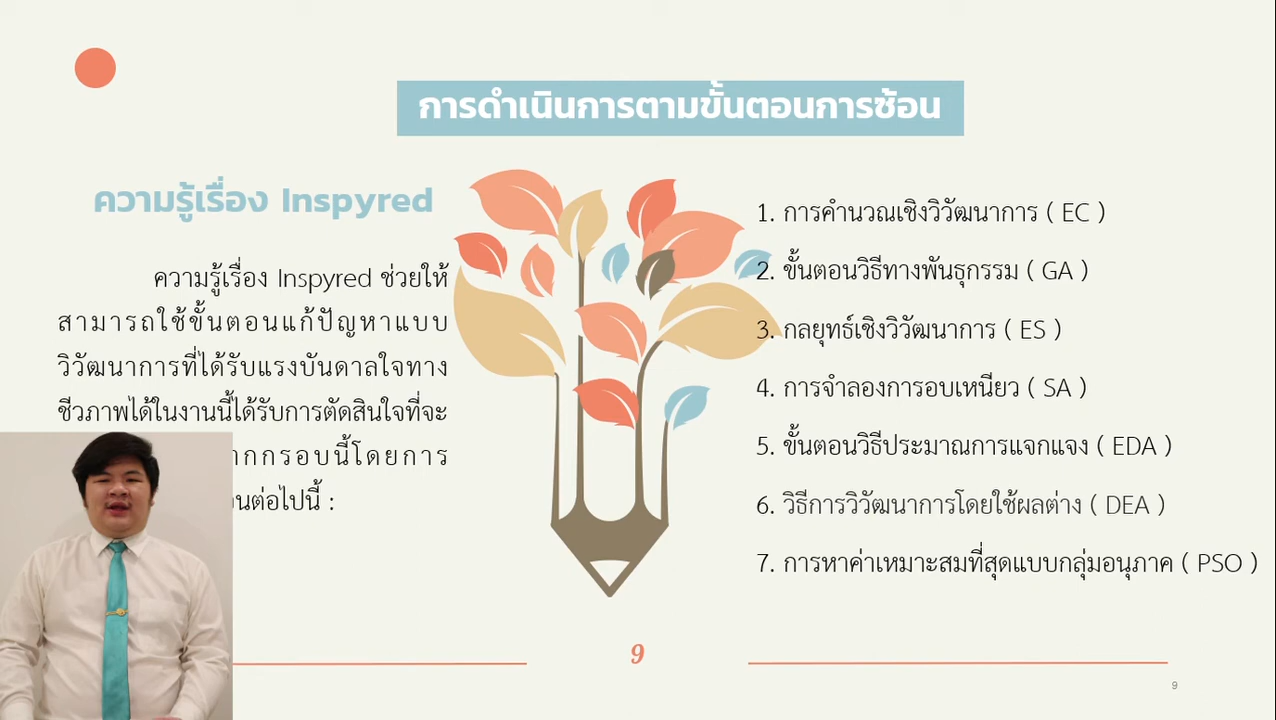 การดำเนินการตามขั้นตอนการซ้อน
ความรู้เรื่อง Inspyred
ความรู้เรื่อง Inspyred ช่วยให้
สามารถใช้ขั้นตอนแก้ปัญหาแบบ
วิวัฒนาการที่ได้รับแรงบันดาลใจทาง
ชีวภาพได้ในงานนี้ได้รับการตัดสินใจที่จะ
กรอบนี้โดยการ
ต่อไปนี้ :
1. การคำนวณเชิงวิวัฒนาการ ( EC )
2. ขั้นตอนวิธีทางพันธุกรรม ( GA )
3. กลยุทธ์เชิงวิวัฒนาการ ( ES )
4. การจำลองการอบเหนียว ( SA )
5. ขั้นตอนวิธีประมาณการแจกแจง ( EDA )
6. วิธีการวิวัฒนาการโดยใช้ผลต่าง ( DEA )
7. การหาค่าเหมาะสมที่สุดแบบกลุ่มอนุภาค ( PSO )
9
9